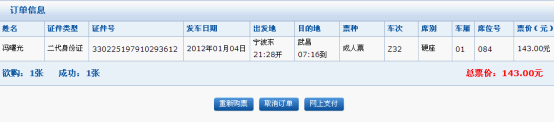 订单信息
姓名 证件类型 证件号 发车日期 出发地 目的地 票种 车次 席别 车厢 席位号 票价(元)
冯曙光 二代身份证 330225197910293612 2012年01月04日 宁波东 21:28开 武昌 07:16到 成人票 Z32 硬座 01 084 143.00元
欲购:1张 成功:1张 总票价:143.00元
重新购票 取消订单 网上支付